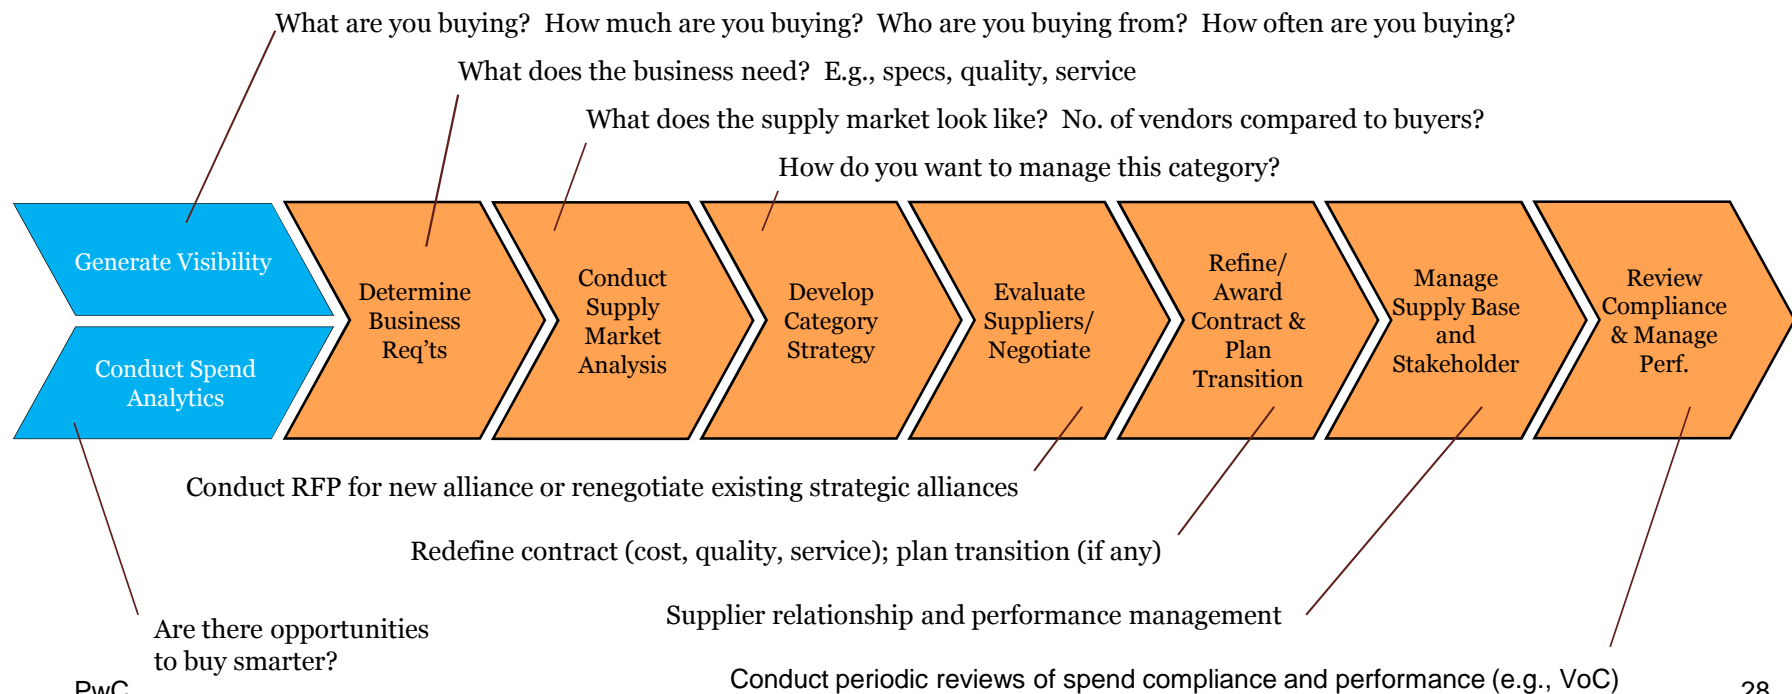 What are you buying?  How much are you buying?  Who are you buying from?  How often are you buying?
What does the business need?  E.g., specs, quality, service
What does the supply market look like?  No. of vendors compared to buyers?
How do you want to manage this category?
Generate Visibility
Conduct Spend
Analytics
Determine
Business
Req'ts
Conduct
Supply
Market
Analysis
Develop
Category
Strategy
Evaluate
Suppliers/
Negotiate
Refine/
Award
Contract &
Plan
Transition
Manage
Supply Base
and
Stakeholder
Review
Compliance
& Manage
Perf.
Conduct RFP for new alliance or renegotiate existing strategic alliances
Redefine contract (cost, quality, service); plan transition (if any)
Supplier relationship and performance management
Are there opportunities
to buy smarter?
Conduct periodic reviews of spend compliance and performance (e.g., VoC)
PwC
28